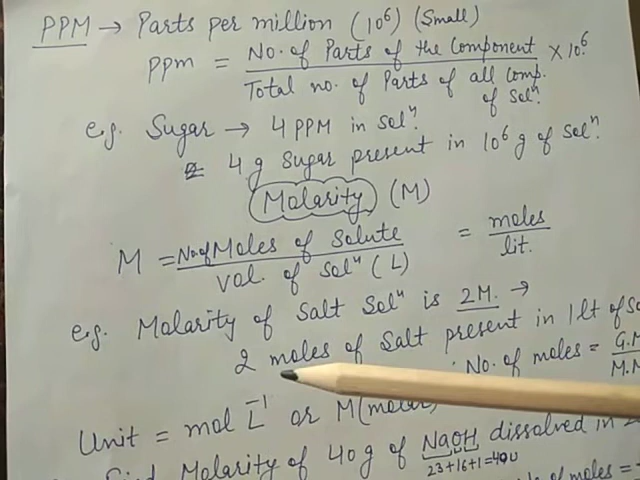 PPM → Parts per million (10⁶) (Small)
ppm = No. of Parts of the Component / Total no. of Parts of all Comp. of Solⁿ. × 10⁶
e.g. Sugar → 4 PPM in Solⁿ.
4 g Sugar present in 10⁶ g of Solⁿ.
Molarity (M)
M = No. of Moles of Solute / Vol. of Solⁿ (L) = moles / lit.
e.g. Molarity of Salt Solⁿ is 2M. →
2 moles of Salt present in 1 lt of
No. of moles = G.M / M.M
Unit = mol L⁻¹ or M (molar)
Find Molarity of 40 g of NaOH dissolved in
23+16+1=40
of moles =